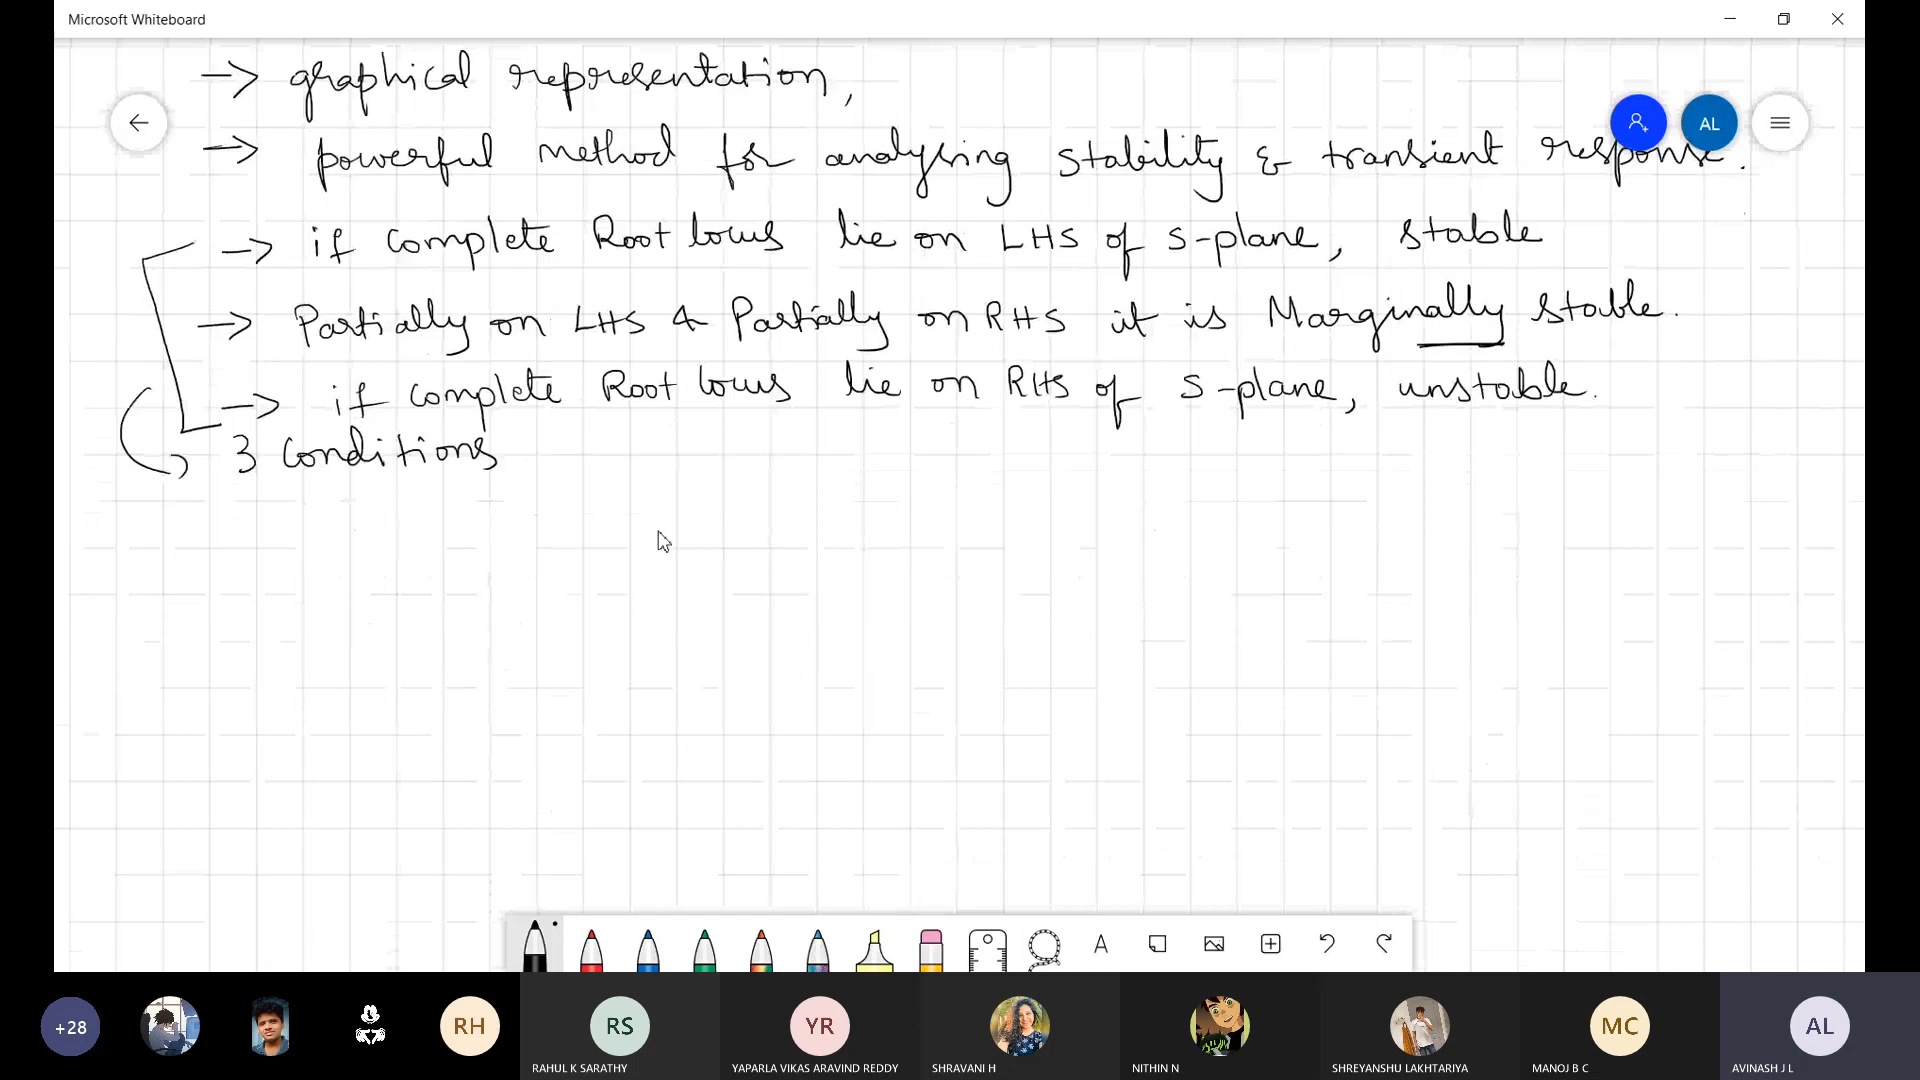 Microsoft Whiteboard
→ graphical representation,
→ powerful method for analysing stability & transient response.
→ if complete Root locus lie on LHS of s-plane, stable
→ Partially on LHS & Partially on RHS it is Marginally stable.
→ if complete Root locus lie on RHS of s-plane, unstable.
3 conditions
AL
A
+28
RH
RS
YR
MC
AL
RAHUL K SARATHY
YAPARLA VIKAS ARAVIND REDDY
SHRAVANI H
NITHIN N
SHREYANSHU LAKHTARIYA
MANOJ B C
AVINASH J L